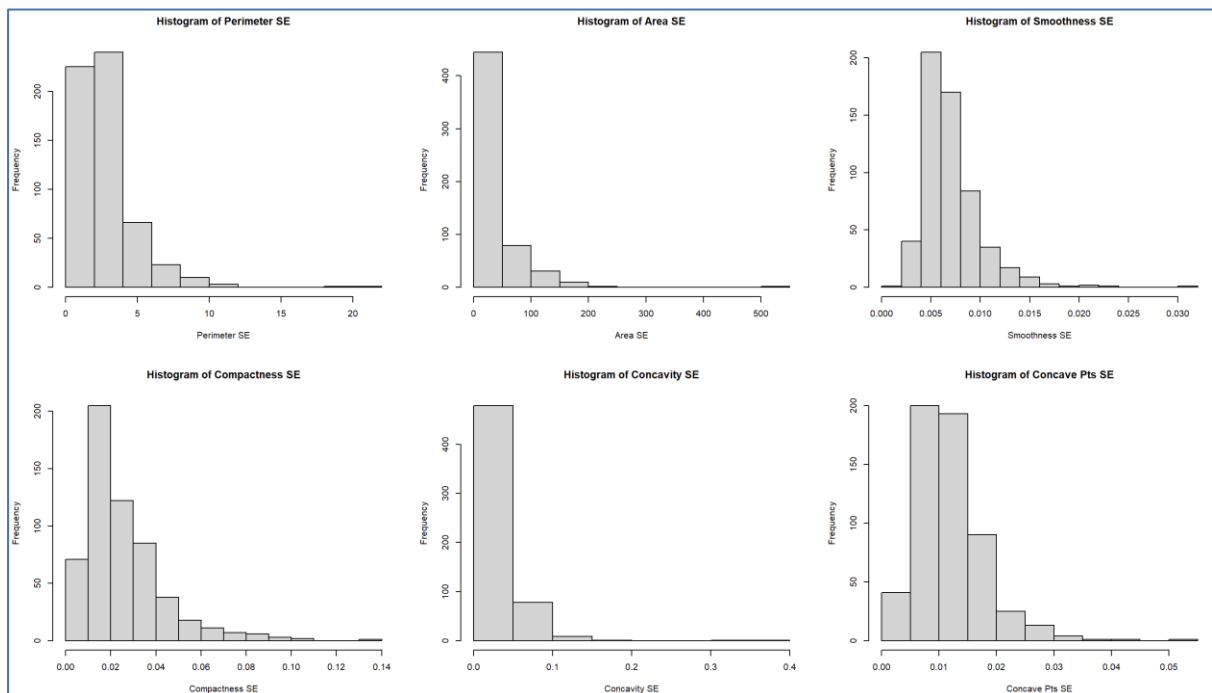 Histogram of Perimeter SE
Frequency
0 50 100 150 200
0 5 10 15 20
Perimeter SE
Histogram of Area SE
Frequency
0 100 200 300 400
0 100 200 300 400 500
Area SE
Histogram of Smoothness SE
Frequency
0 50 100 150 200
0.000 0.005 0.010 0.015 0.020 0.025 0.030
Smoothness SE
Histogram of Compactness SE
Frequency
0 50 100 150 200
0.00 0.02 0.04 0.06 0.08 0.10 0.12 0.14
Compactness SE
Histogram of Concavity SE
Frequency
0 100 200 300 400
0.0 0.1 0.2 0.3 0.4
Concavity SE
Histogram of Concave Pts SE
Frequency
0 50 100 150 200
0.00 0.01 0.02 0.03 0.04 0.05
Concave Pts SE